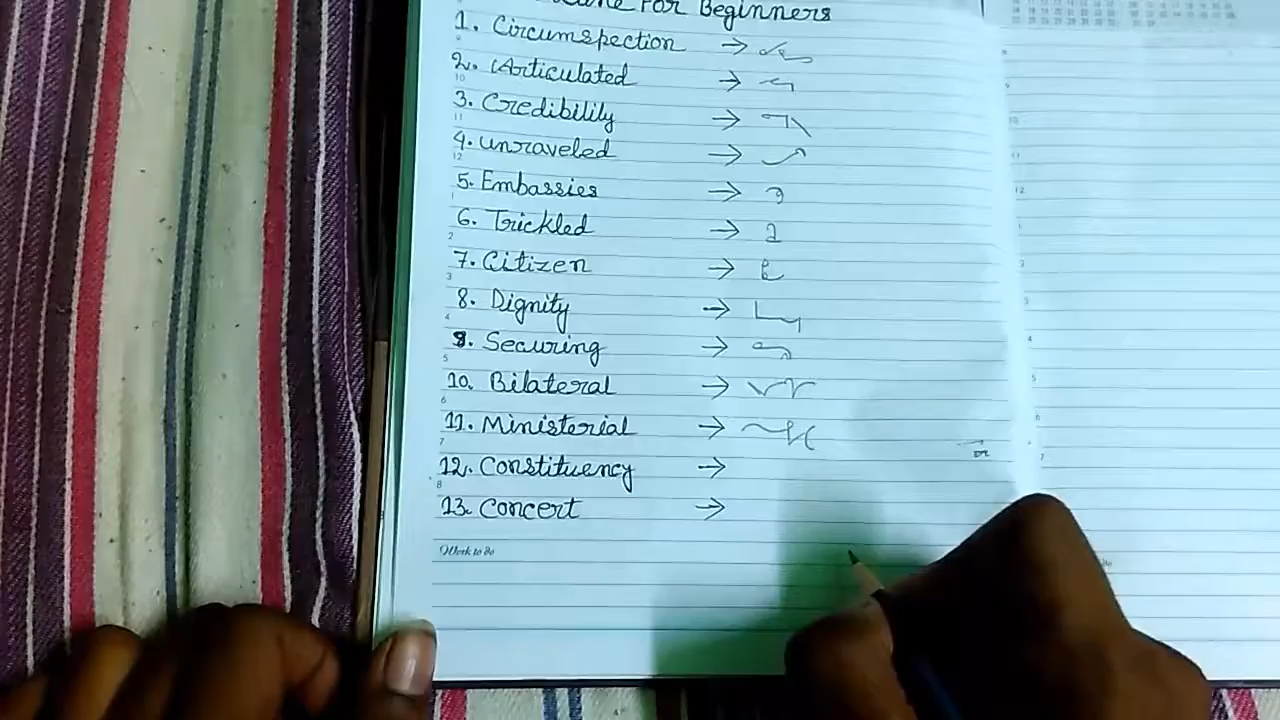 For Beginners
1. Circumspection →
2. Articulated →
3. Credibility →
4. unraveled →
5. Embassies →
6. Trickled →
7. Citizen →
8. Dignity →
9. Securing →
10. Bilateral →
11. Ministerial →
12. Constituency →
13. Concert →
Work to do